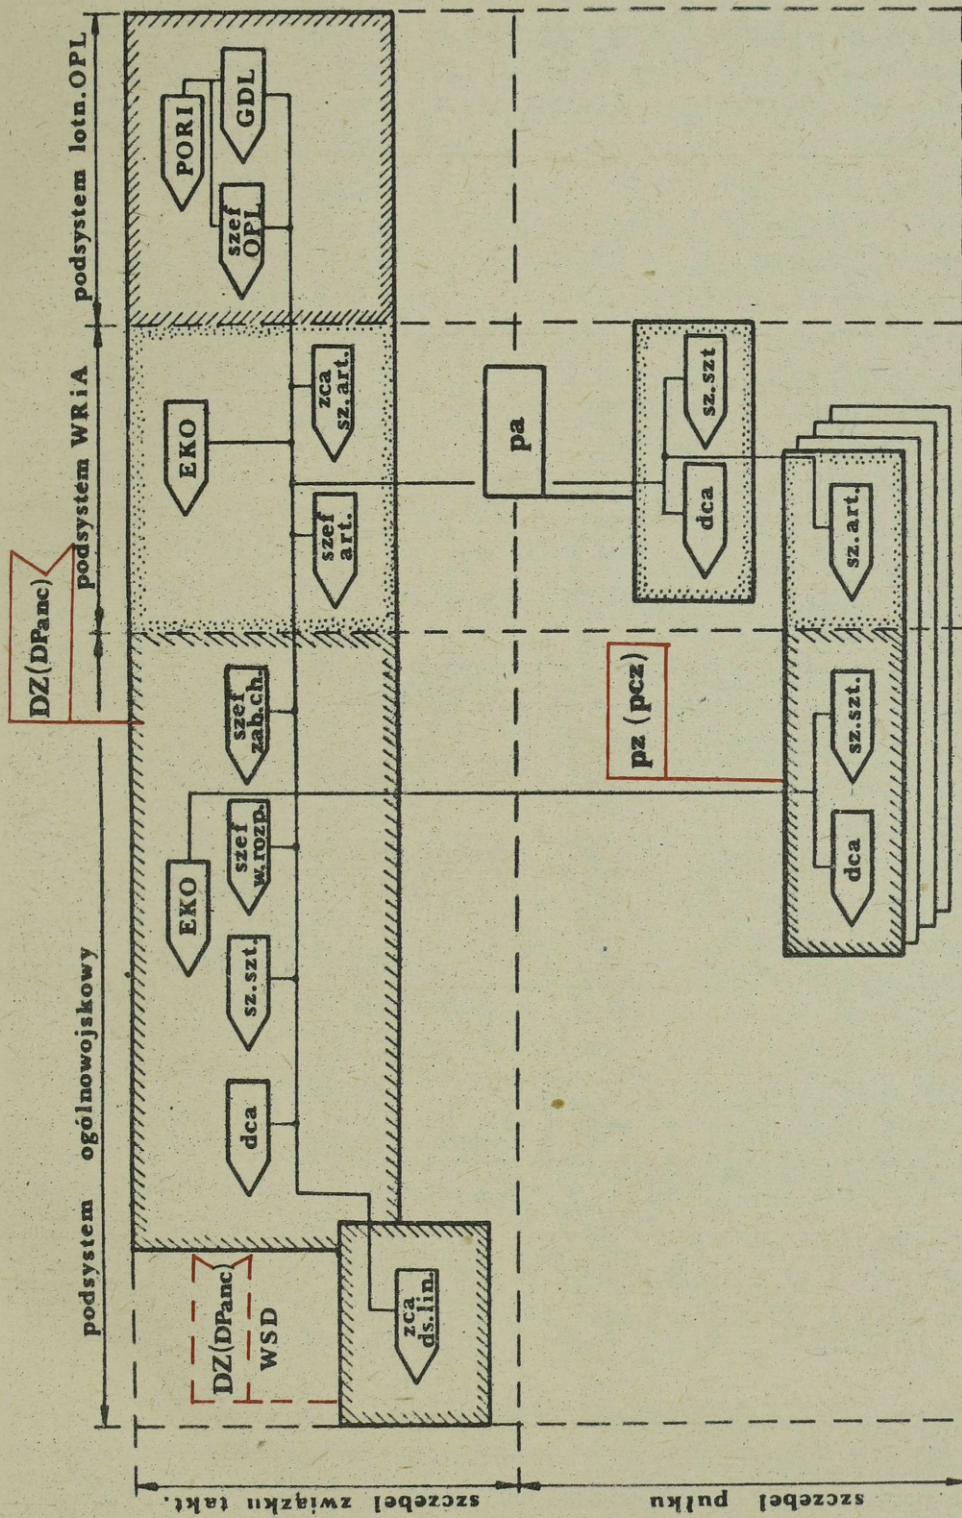 DZ(DPanc)
podsystem ogólnowojskowy
podsystem WRiA
podsystem lotn.OPL
szczebel związku takt.
szczebel pułku
DZ(DPanc)
WSD
zca
ds.lin.
dca
sz.szt.
EKO
szef
w.rozp.
szef
zab.ch.
EKO
szef
art.
zca
sz.art.
PORI
szef
OPL
GDL
pa
dca
sz.szt
pz (pcz)
dca
sz.szt.
sz.art.